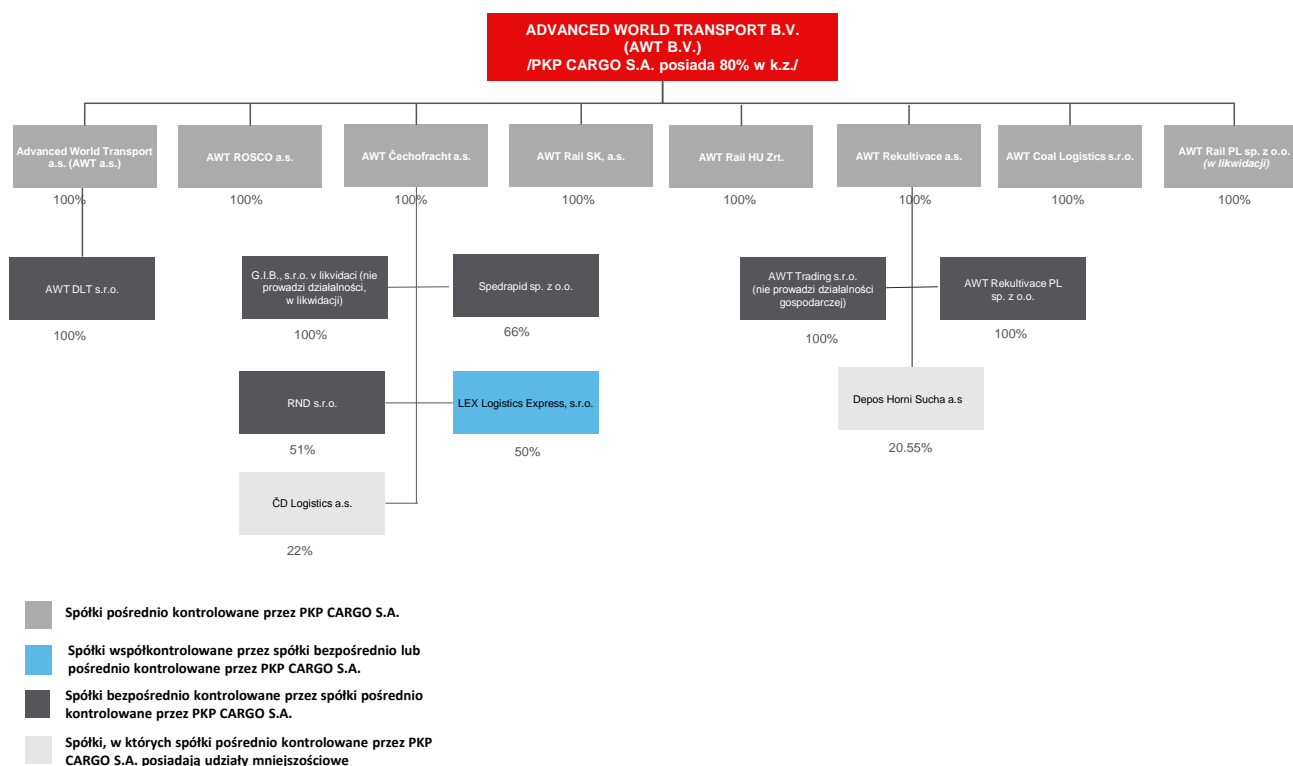 ADVANCED WORLD TRANSPORT B.V.
(AWT B.V.)
/PKP CARGO S.A. posiada 80% w k.z./
Advanced World Transport
a.s. (AWT a.s.)
100%
AWT ROSCO a.s.
100%
AWT Čechofracht a.s.
100%
AWT Rail SK, a.s.
100%
AWT Rail HU Zrt.
100%
AWT Rekultivace a.s.
100%
AWT Coal Logistics s.r.o.
100%
AWT Rail PL sp. z o.o.
(w likwidacji)
100%
AWT DLT s.r.o.
100%
G.I.B., s.r.o. v likvidaci (nie
prowadzi działalności,
w likwidacji)
100%
Spedrapid sp. z o.o.
66%
AWT Trading s.r.o.
(nie prowadzi działalności
gospodarczej)
100%
AWT Rekultivace PL
sp. z o.o.
100%
RND s.r.o.
51%
LEX Logistics Express, s.r.o.
50%
Depos Horni Sucha a.s
20.55%
ČD Logistics a.s.
22%
Spółki pośrednio kontrolowane przez PKP CARGO S.A.
Spółki współkontrolowane przez spółki bezpośrednio lub
pośrednio kontrolowane przez PKP CARGO S.A.
Spółki bezpośrednio kontrolowane przez spółki pośrednio
kontrolowane przez PKP CARGO S.A.
Spółki, w których spółki pośrednio kontrolowane przez PKP
CARGO S.A. posiadają udziały mniejszościowe